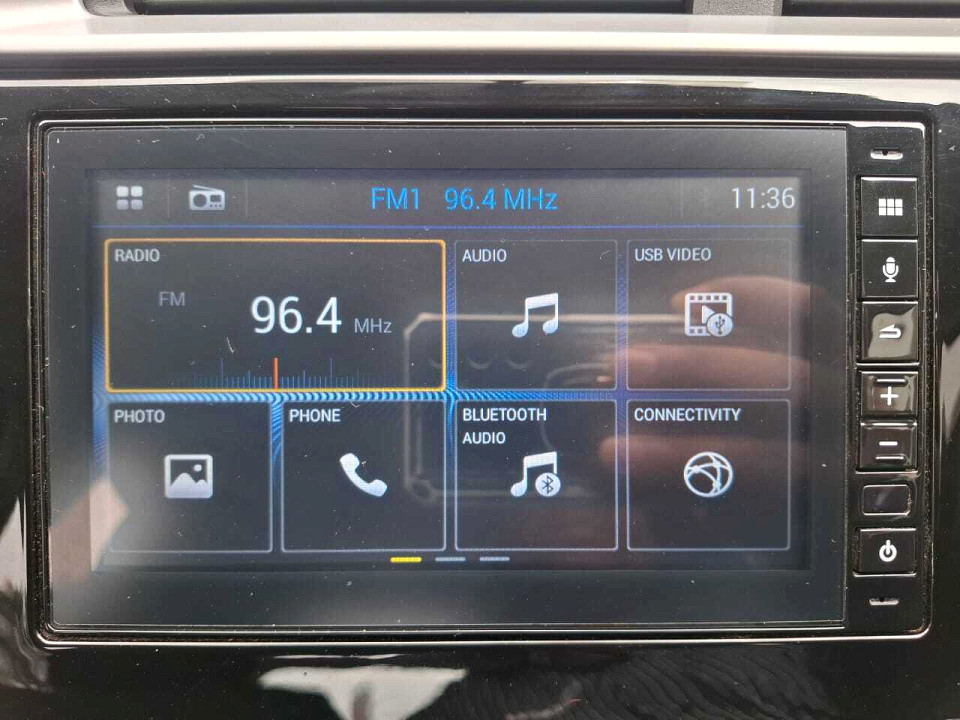 FM1 96.4 MHz
11:36
RADIO
FM 96.4 MHz
AUDIO
USB VIDEO
PHOTO
PHONE
BLUETOOTH
AUDIO
CONNECTIVITY